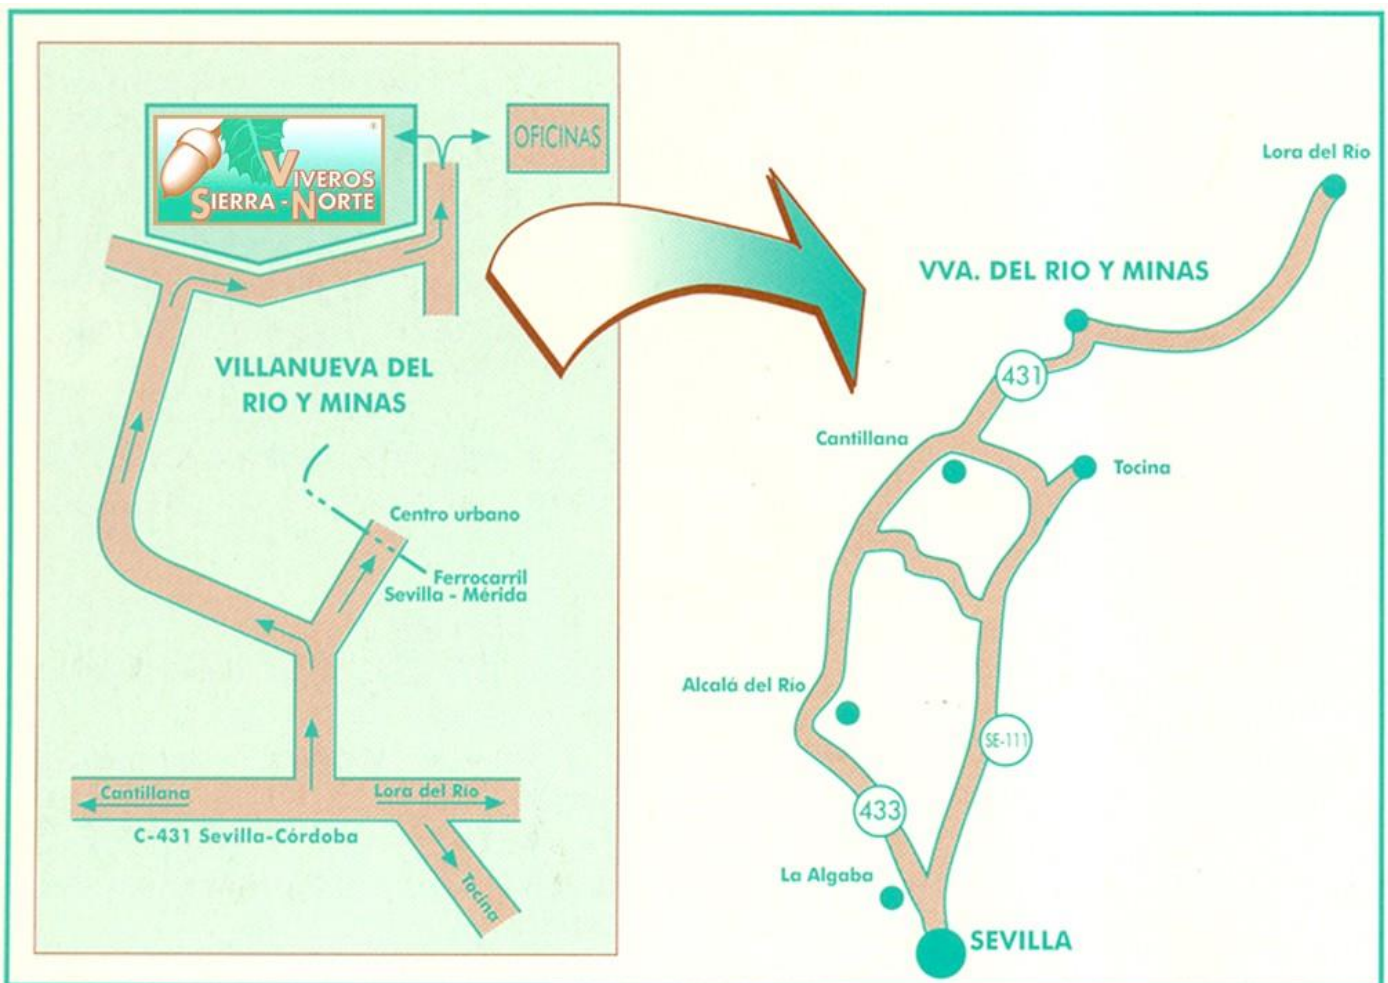 VIVEROS
SIERRA - NORTE
®
OFICINAS
VILLANUEVA DEL
RIO Y MINAS
Centro urbano
Ferrocarril
Sevilla - Mérida
Cantillana
Lora del Río
C-431 Sevilla-Córdoba
Tocina
Lora del Río
VVA. DEL RIO Y MINAS
431
Cantillana
Tocina
Alcalá del Río
SE-111
433
La Algaba
SEVILLA